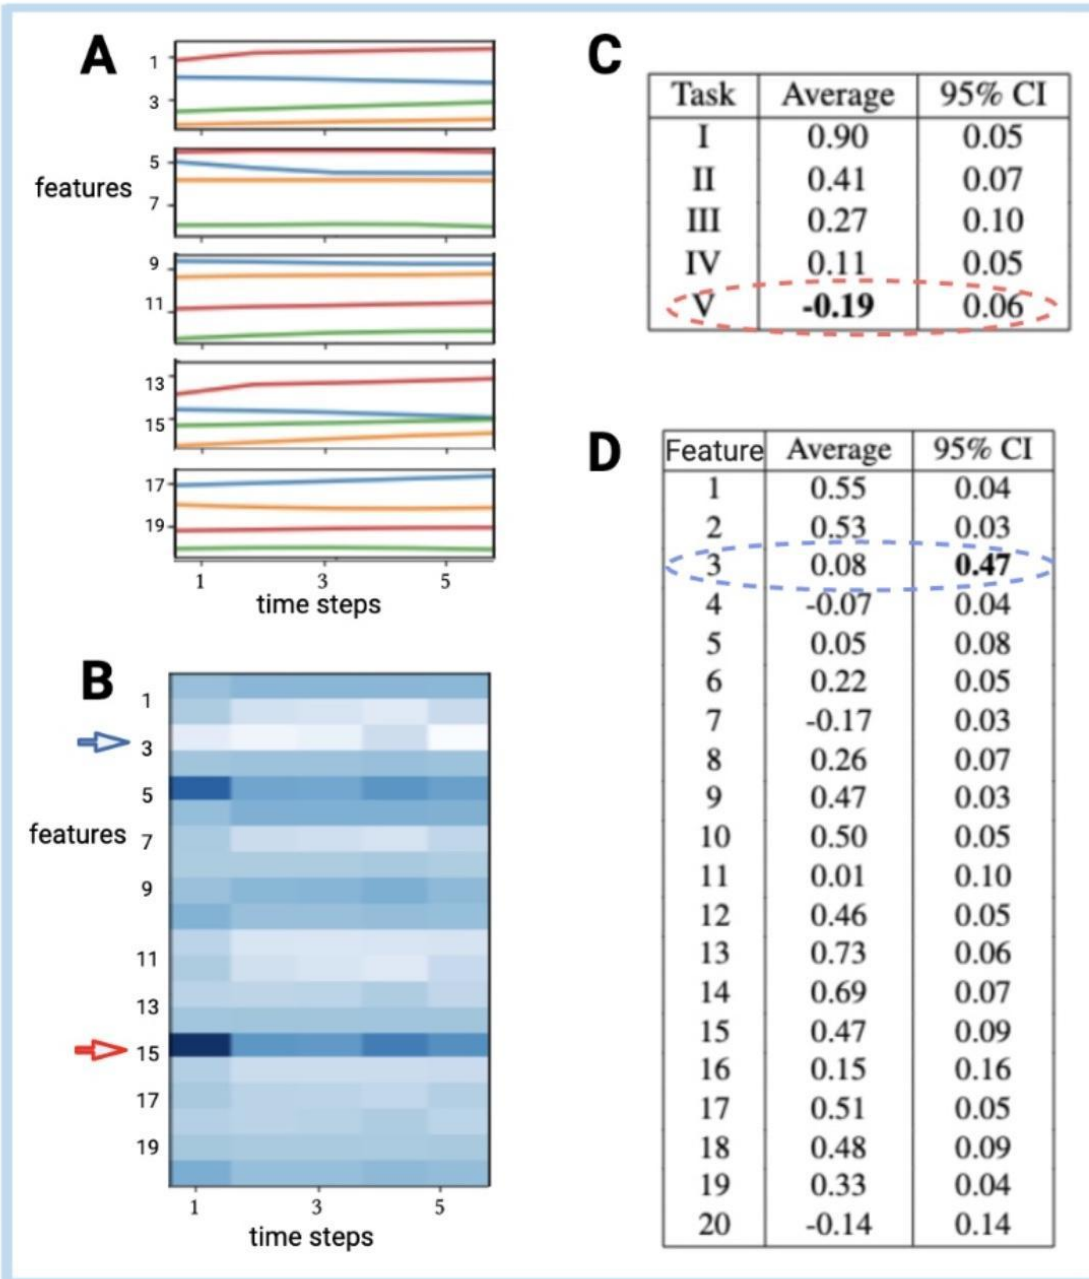 A
1
3
5
features
7
9
11
13
15
17
19
1 3 5
time steps
B
1
3
5
features
7
9
11
13
15
17
19
1 3 5
time steps
C
Task Average 95% CI
I 0.90 0.05
II 0.41 0.07
III 0.27 0.10
IV 0.11 0.05
V -0.19 0.06
D
Feature Average 95% CI
1 0.55 0.04
2 0.53 0.03
3 0.08 0.47
4 -0.07 0.04
5 0.05 0.08
6 0.22 0.05
7 -0.17 0.03
8 0.26 0.07
9 0.47 0.03
10 0.50 0.05
11 0.01 0.10
12 0.46 0.05
13 0.73 0.06
14 0.69 0.07
15 0.47 0.09
16 0.15 0.16
17 0.51 0.05
18 0.48 0.09
19 0.33 0.04
20 -0.14 0.14